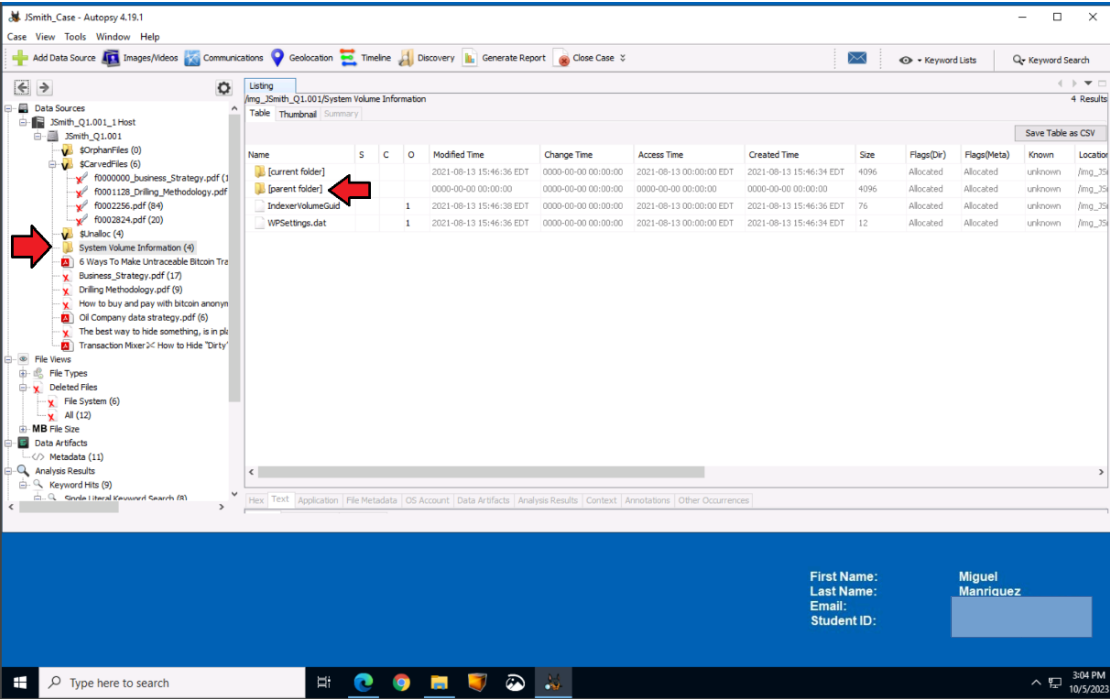 JSmith_Case - Autopsy 4.19.1
Case View Tools Window Help
Add Data Source Images/Videos Communications Geolocation Timeline Discovery Generate Report Close Case Keyword Lists Keyword Search
Listing
/img_JSmith_Q1.001/System Volume Information
4 Results
Table Thumbnail Summary
Save Table as CSV
Name S C O Modified Time Change Time Access Time Created Time Size Flags(Dir) Flags(Meta) Known Location
[current folder] 2021-08-13 15:46:36 EDT 0000-00-00 00:00:00 2021-08-13 00:00:00 EDT 2021-08-13 15:46:34 EDT 4096 Allocated Allocated unknown /img_JS
[parent folder] 0000-00-00 00:00:00 0000-00-00 00:00:00 0000-00-00 00:00:00 0000-00-00 00:00:00 4096 Allocated Allocated unknown /img_JS
IndexerVolumeGuid 1 2021-08-13 15:46:38 EDT 0000-00-00 00:00:00 2021-08-13 00:00:00 EDT 2021-08-13 15:46:36 EDT 76 Allocated Allocated unknown /img_JS
WPSettings.dat 1 2021-08-13 15:46:36 EDT 0000-00-00 00:00:00 2021-08-13 00:00:00 EDT 2021-08-13 15:46:34 EDT 12 Allocated Allocated unknown /img_JS
Data Sources
JSmith_Q1.001_1 Host
JSmith_Q1.001
$OrphanFiles (0)
$CarvedFiles (6)
f0000000_business_Strategy.pdf (1
f0001128_Drilling_Methodology.pdf
f0002256.pdf (84)
f0002824.pdf (20)
$Unalloc (4)
System Volume Information (4)
6 Ways To Make Untraceable Bitcoin Tra
Business_Strategy.pdf (17)
Drilling Methodology.pdf (9)
How to buy and pay with bitcoin anonym
Oil Company data strategy.pdf (6)
The best way to hide something, is in pla
Transaction Mixer How to Hide "Dirty"
File Views
File Types
Deleted Files
File System (6)
All (12)
MB File Size
Data Artifacts
Metadata (11)
Analysis Results
Keyword Hits (9)
Single Literal Keyword Search (8)
Hex Text Application File Metadata OS Account Data Artifacts Analysis Results Context Annotations Other Occurrences
First Name: Miguel
Last Name: Manriquez
Email:
Student ID:
Type here to search
3:04 PM
10/5/2023